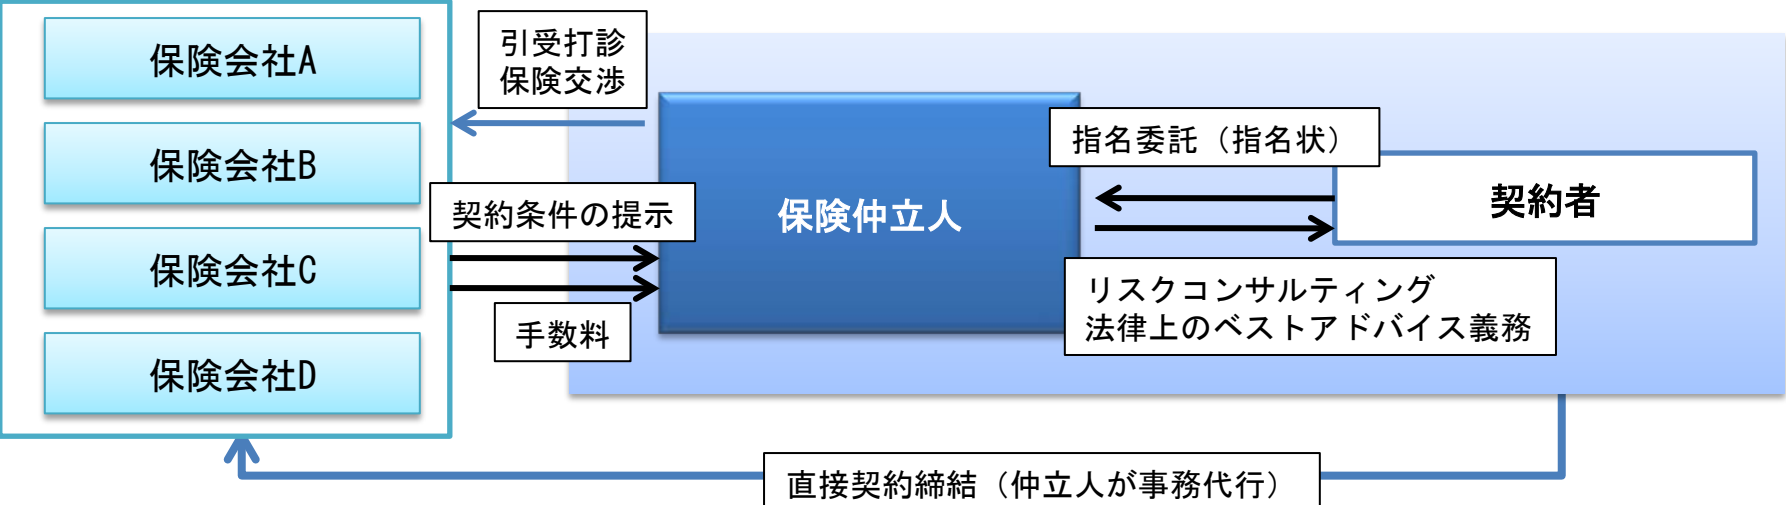 保険会社A
保険会社B
保険会社C
保険会社D
引受打診
保険交渉
契約条件の提示
手数料
保険仲立人
指名委託（指名状）
契約者
リスクコンサルティング
法律上のベストアドバイス義務
直接契約締結（仲立人が事務代行）